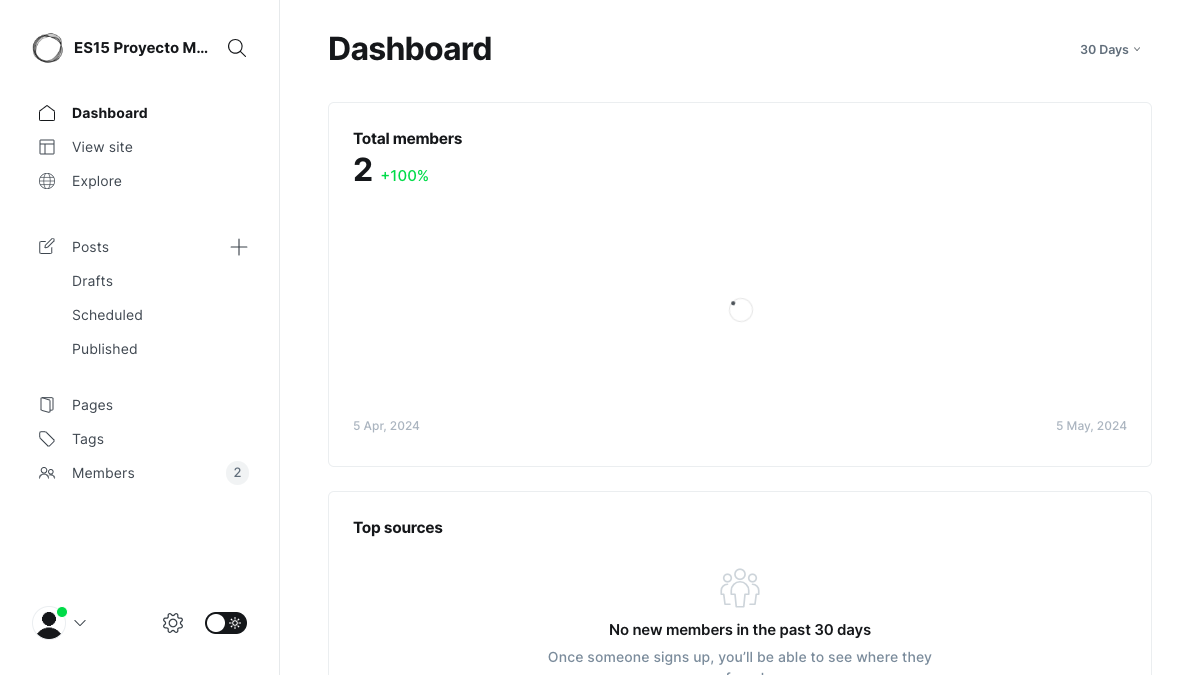 ES15 Proyecto M...
Dashboard
View site
Explore
Posts
Drafts
Scheduled
Published
Pages
Tags
Members
2
Dashboard
30 Days
Total members
2 +100%
5 Apr, 2024
5 May, 2024
Top sources
No new members in the past 30 days
Once someone signs up, you’ll be able to see where they